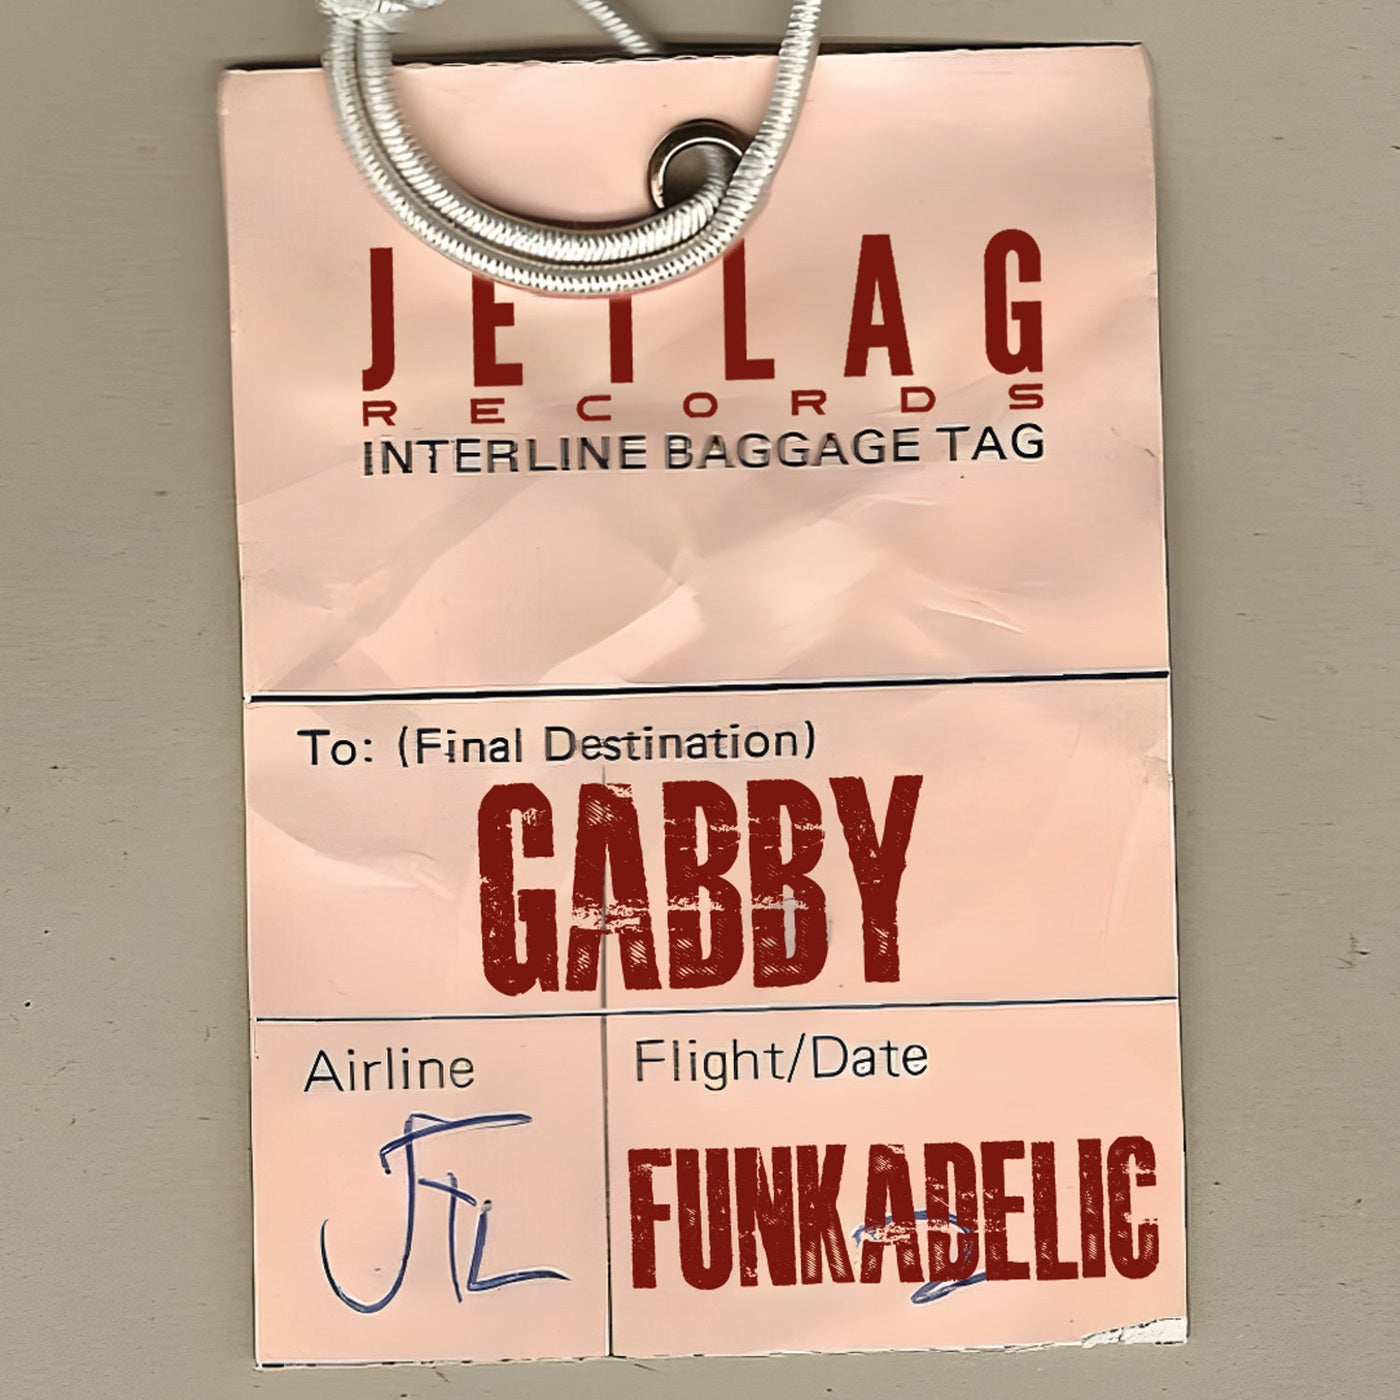 JETLAG
RECORDS
INTERLINE BAGGAGE TAG
To: (Final Destination)
GABBY
Airline
JTL
Flight/Date
FUNKADELIC